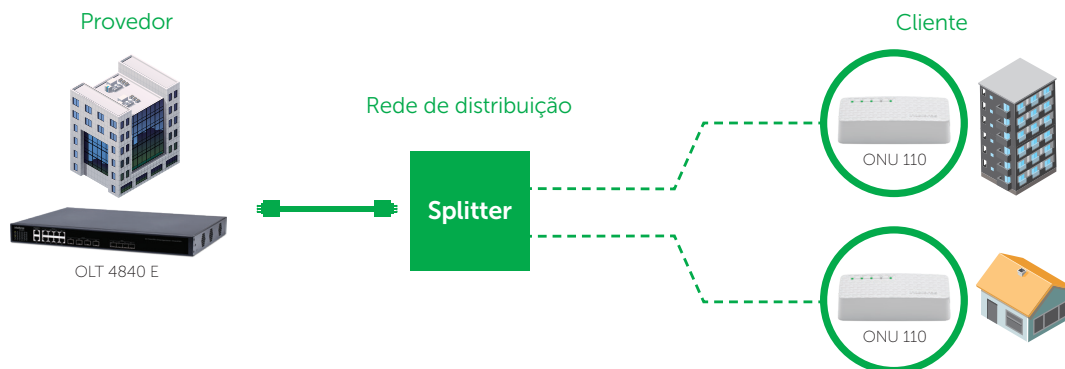 Provedor
Cliente
Rede de distribuição
Splitter
ONU 110
OLT 4840 E
ONU 110